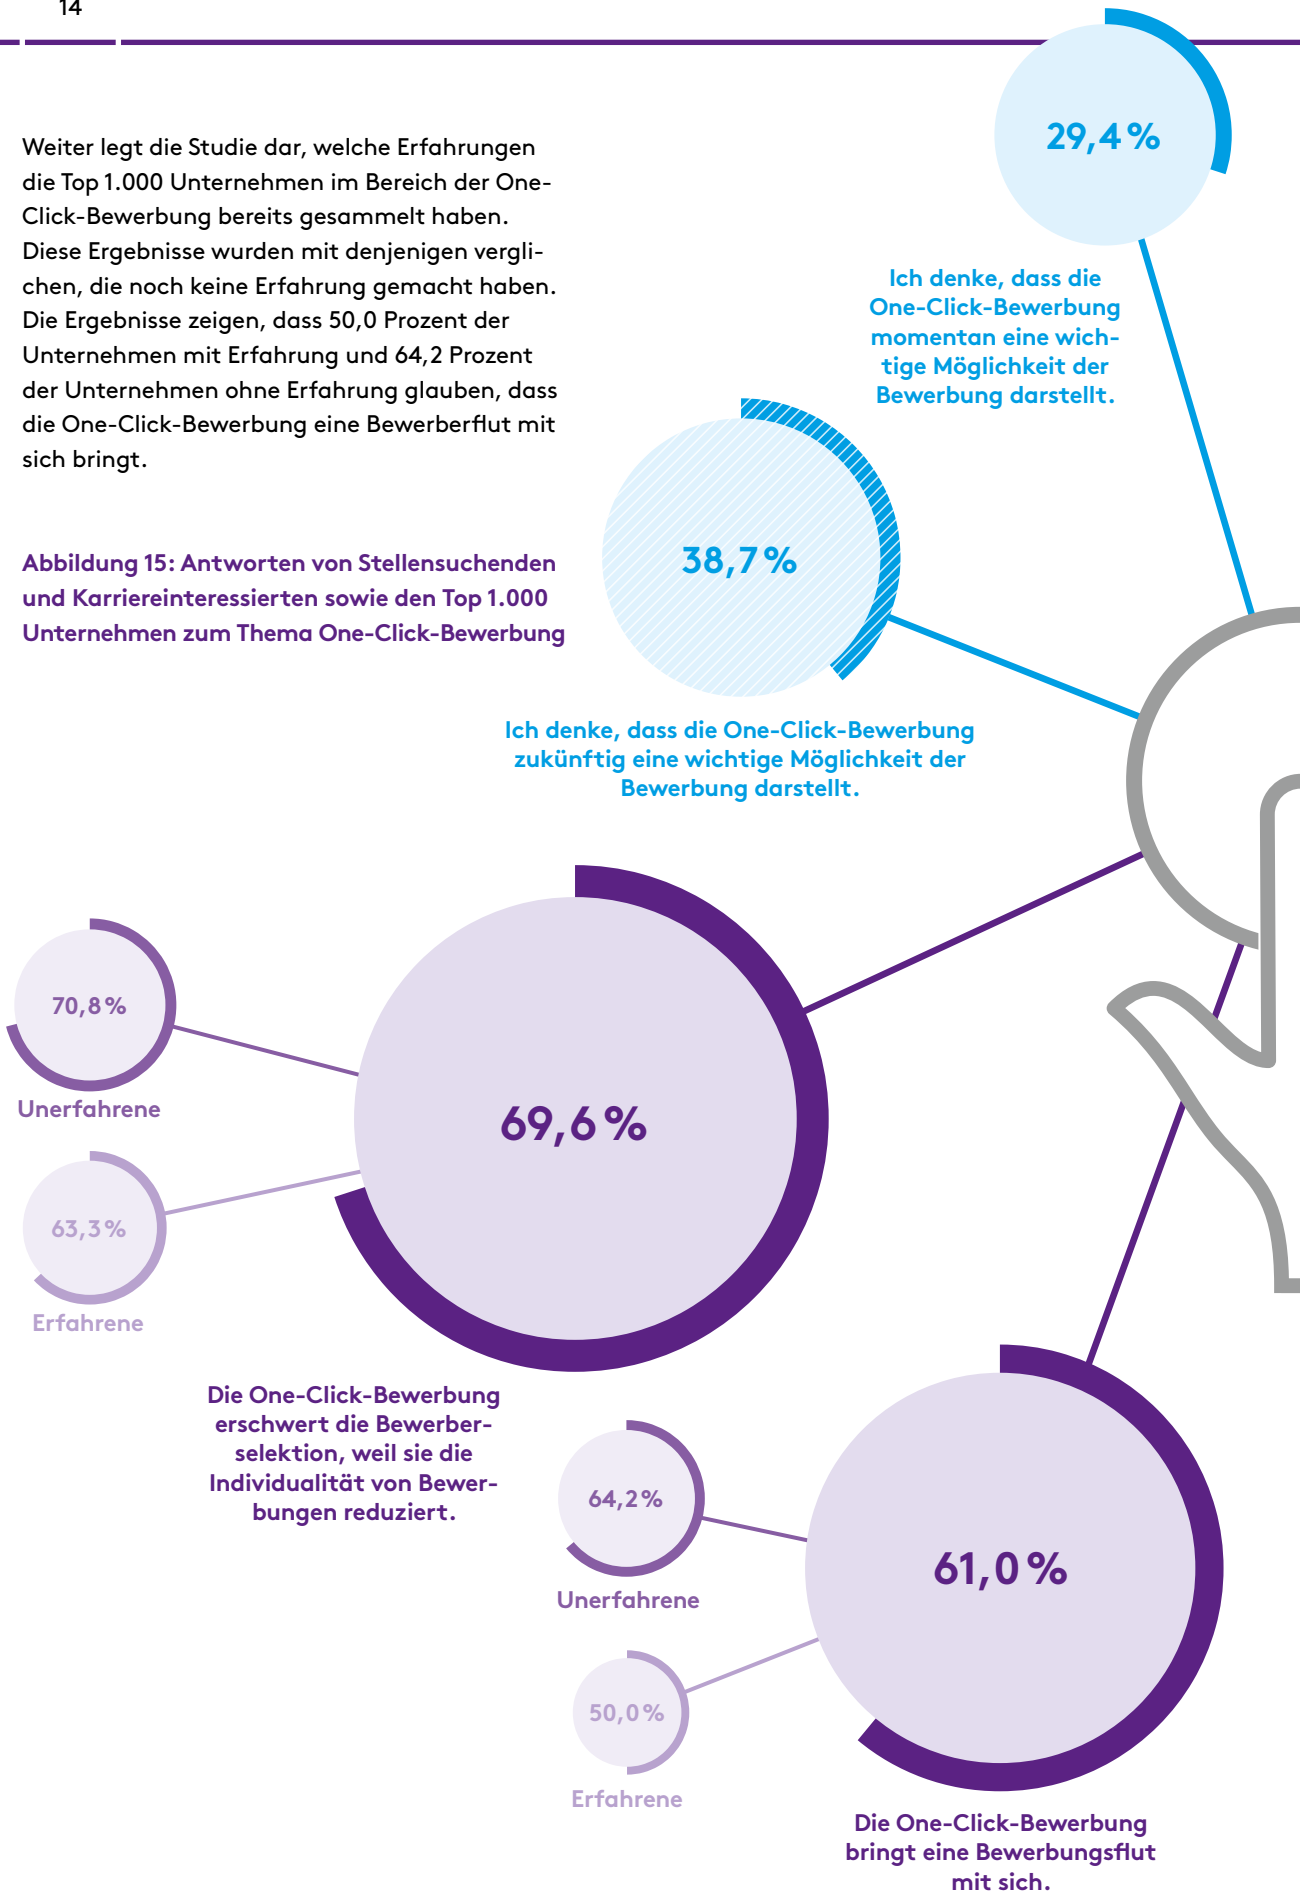 14
Weiter legt die Studie dar, welche Erfahrungen
die Top 1.000 Unternehmen im Bereich der One-
Click-Bewerbung bereits gesammelt haben.
Diese Ergebnisse wurden mit denjenigen vergli-
chen, die noch keine Erfahrung gemacht haben.
Die Ergebnisse zeigen, dass 50,0 Prozent der
Unternehmen mit Erfahrung und 64,2 Prozent
der Unternehmen ohne Erfahrung glauben, dass
die One-Click-Bewerbung eine Bewerberflut mit
sich bringt.
Abbildung 15: Antworten von Stellensuchenden
und Karriereinteressierten sowie den Top 1.000
Unternehmen zum Thema One-Click-Bewerbung
29,4 %
Ich denke, dass die
One-Click-Bewerbung
momentan eine wich-
tige Möglichkeit der
Bewerbung darstellt.
38,7 %
Ich denke, dass die One-Click-Bewerbung
zukünftig eine wichtige Möglichkeit der
Bewerbung darstellt.
70,8 %
Unerfahrene
63,3 %
Erfahrene
69,6 %
Die One-Click-Bewerbung
erschwert die Bewerber-
selektion, weil sie die
Individualität von Bewer-
bungen reduziert.
64,2 %
Unerfahrene
50,0 %
Erfahrene
61,0 %
Die One-Click-Bewerbung
bringt eine Bewerbungsflut
mit sich.